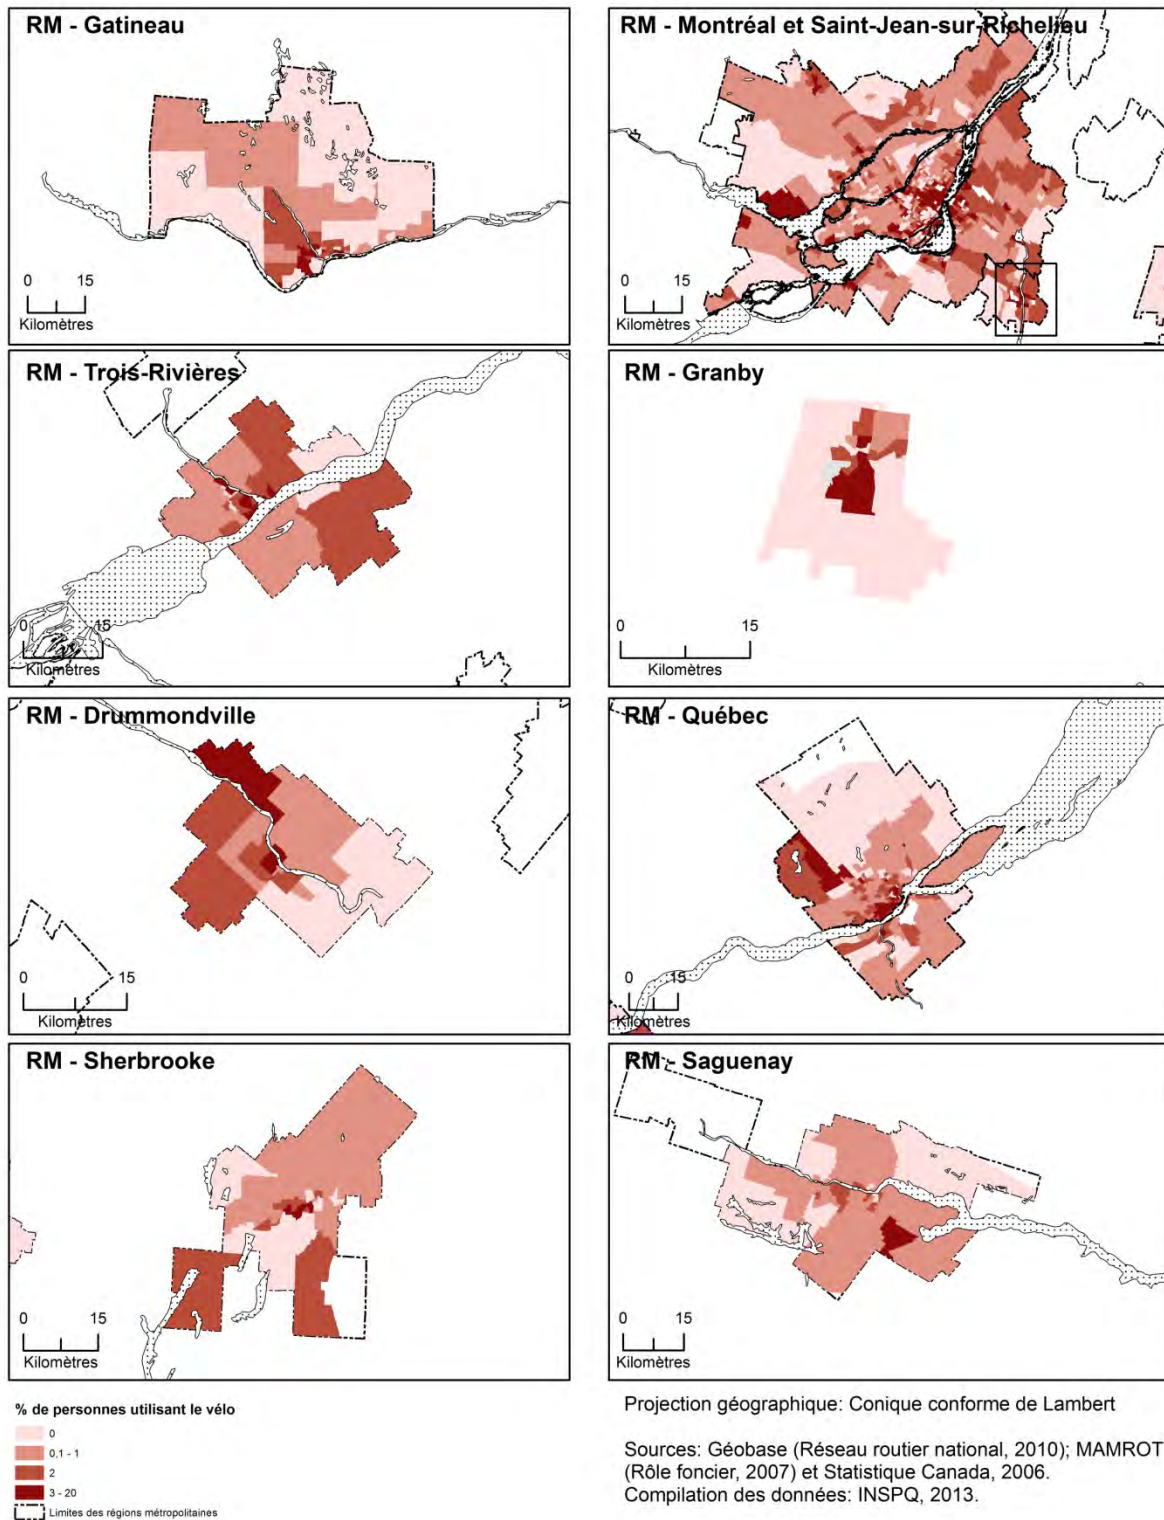 RM - Gatineau
0 15
Kilomètres
RM - Montréal et Saint-Jean-sur-Richelieu
0 15
Kilomètres
RM - Trois-Rivières
0 15
Kilomètres
RM - Granby
0 15
Kilomètres
RM - Drummondville
0 15
Kilomètres
RM - Québec
0 15
Kilomètres
RM - Sherbrooke
0 15
Kilomètres
RM - Saguenay
0 15
Kilomètres
% de personnes utilisant le vélo
0
0,1 - 1
2
3 - 20
Limites des régions métropolitaines
Projection géographique: Conique conforme de Lambert
Sources: Géobase (Réseau routier national, 2010); MAMROT
(Rôle foncier, 2007) et Statistique Canada, 2006.
Compilation des données: INSPQ, 2013.